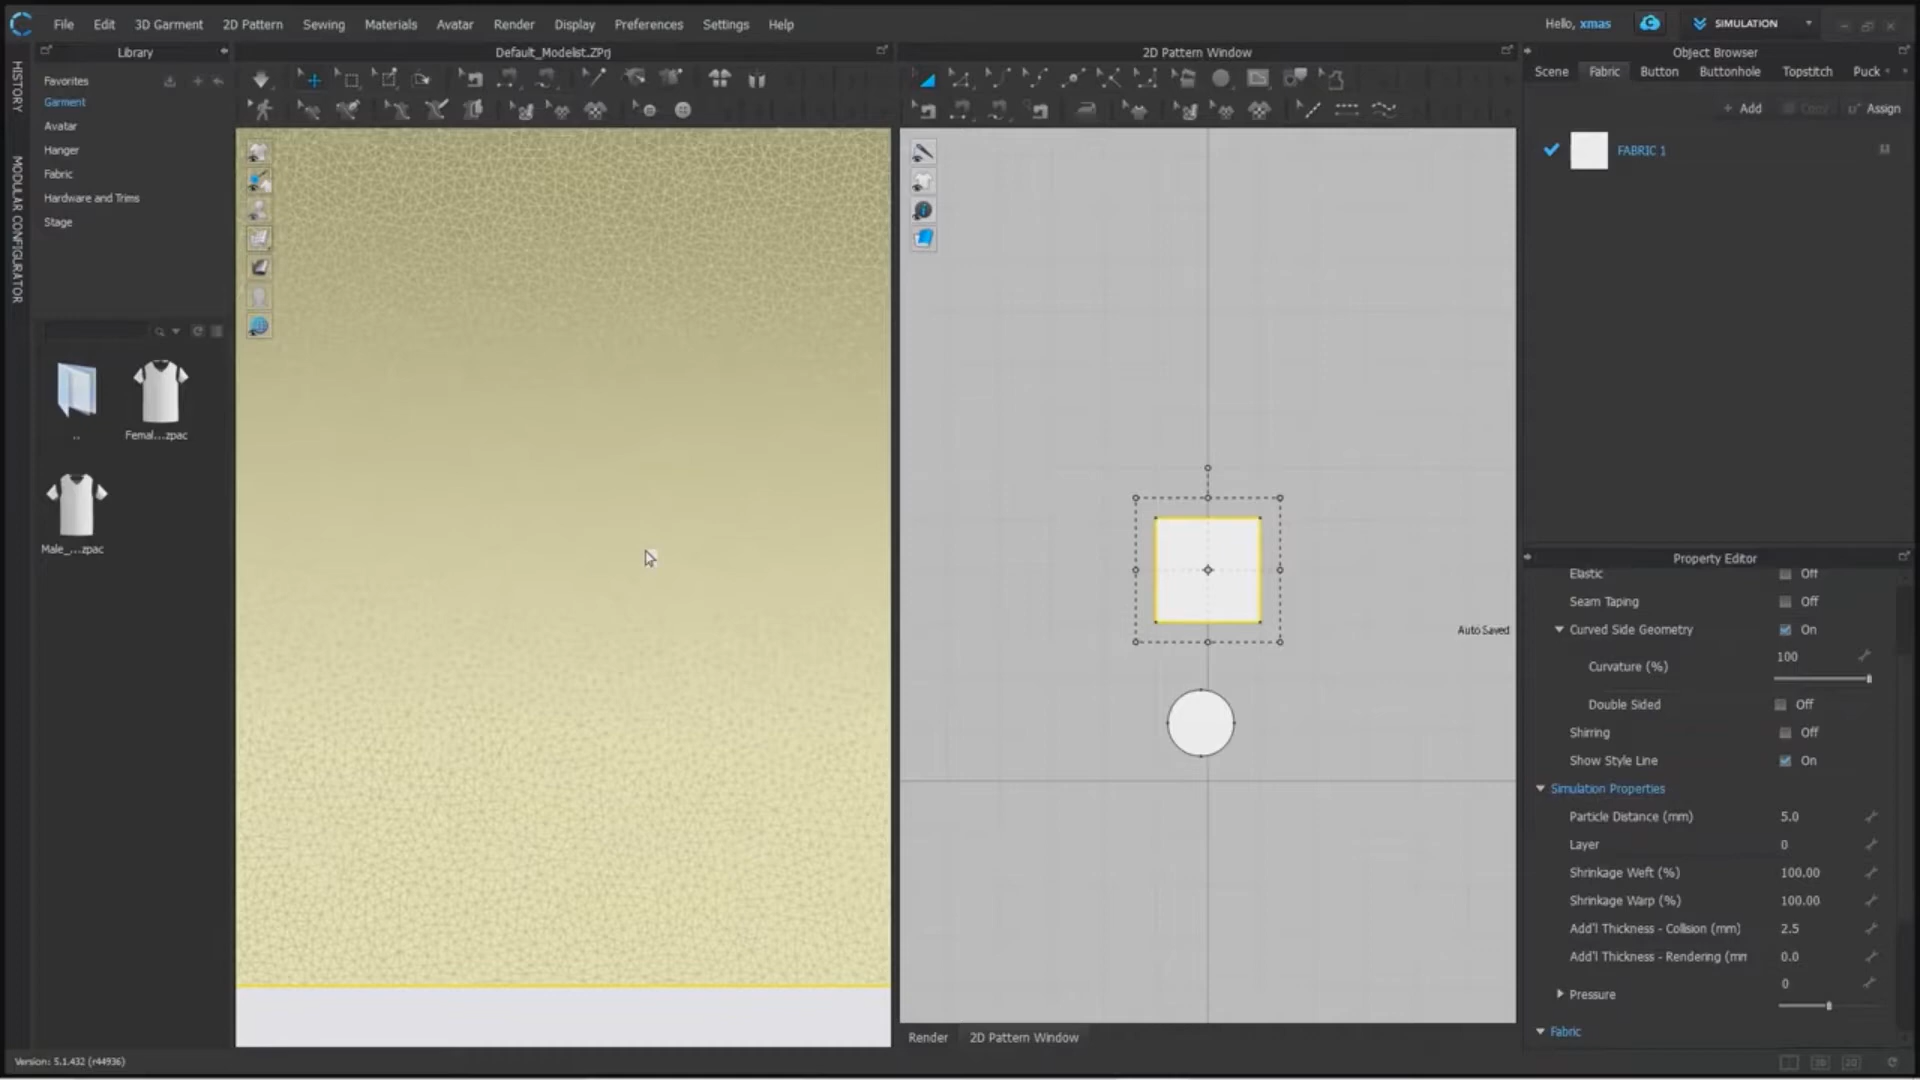 File Edit 3D Garment 2D Pattern Sewing Materials Avatar Render Display Preferences Settings Help
Hello, xmas
SIMULATION
HISTORY
MODULAR CONFIGURATOR
Library
Favorites
Garment
Avatar
Hanger
Fabric
Hardware and Trims
Stage
..
Femal...zpac
Male_...zpac
Default_Modelist.ZPrj
2D Pattern Window
Auto Saved
Render 2D Pattern Window
Object Browser
Scene Fabric Button Buttonhole Topstitch Puck
+ Add Copy Assign
FABRIC 1
Property Editor
Elastic Off
Seam Taping Off
Curved Side Geometry On
Curvature (%) 100
Double Sided Off
Shirring Off
Show Style Line On
Simulation Properties
Particle Distance (mm) 5.0
Layer 0
Shrinkage Weft (%) 100.00
Shrinkage Warp (%) 100.00
Add'l Thickness - Collision (mm) 2.5
Add'l Thickness - Rendering (mm 0.0
Pressure 0
Fabric
Version: 5.1.432 (r44936)